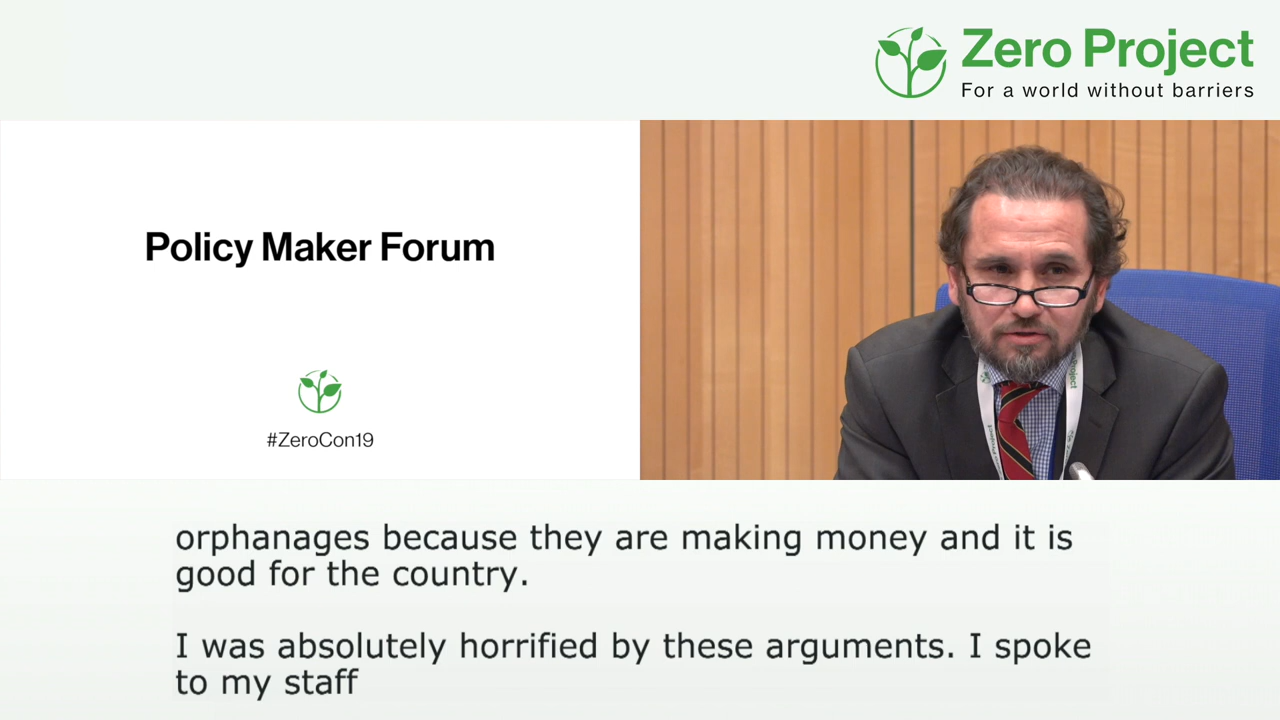 Zero Project
For a world without barriers
Policy Maker Forum
#ZeroCon19
orphanages because they are making money and it is
good for the country.
I was absolutely horrified by these arguments. I spoke
to my staff